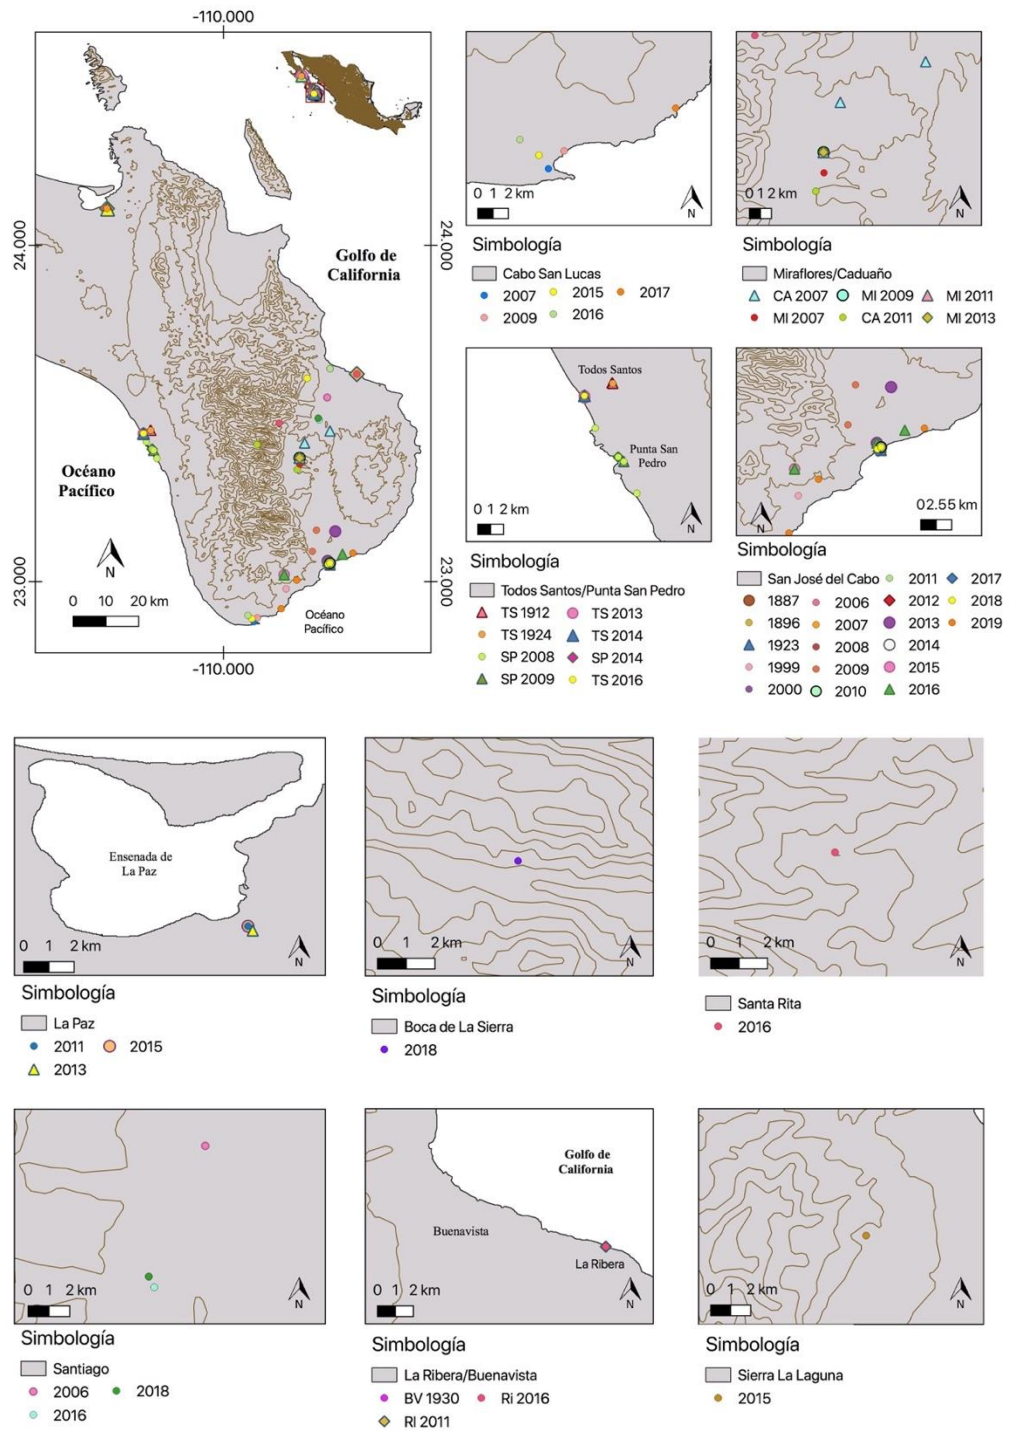 -110.000
24.000
24.000
Golfo de
California
Océano
Pacífico
N
23.000
23.000
0 10 20 km
Océano
Pacífico
-110.000
0 1 2 km
N
Simbología
Cabo San Lucas
2007 2015 2017
2009 2016
0 1 2 km
N
Simbología
Miraflores/Caduaño
CA 2007 MI 2009 MI 2011
MI 2007 CA 2011 MI 2013
Todos Santos
Punta San
Pedro
0 1 2 km
N
Simbología
Todos Santos/Punta San Pedro
TS 1912 TS 2013
TS 1924 TS 2014
SP 2008 SP 2014
SP 2009 TS 2016
02.55 km
N
Simbología
San José del Cabo 2011 2017
1887 2006 2012 2018
1896 2007 2013 2019
1923 2008 2014
1999 2009 2015
2000 2010 2016
Ensenada de
La Paz
0 1 2 km
N
Simbología
La Paz
2011 2015
2013
0 1 2 km
N
Simbología
Boca de La Sierra
2018
0 1 2 km
N
Santa Rita
2016
0 1 2 km
N
Simbología
Santiago
2006 2018
2016
Golfo de
California
Buenavista
La Ribera
0 1 2 km
N
Simbología
La Ribera/Buenavista
BV 1930 Ri 2016
RI 2011
0 1 2 km
N
Simbología
Sierra La Laguna
2015